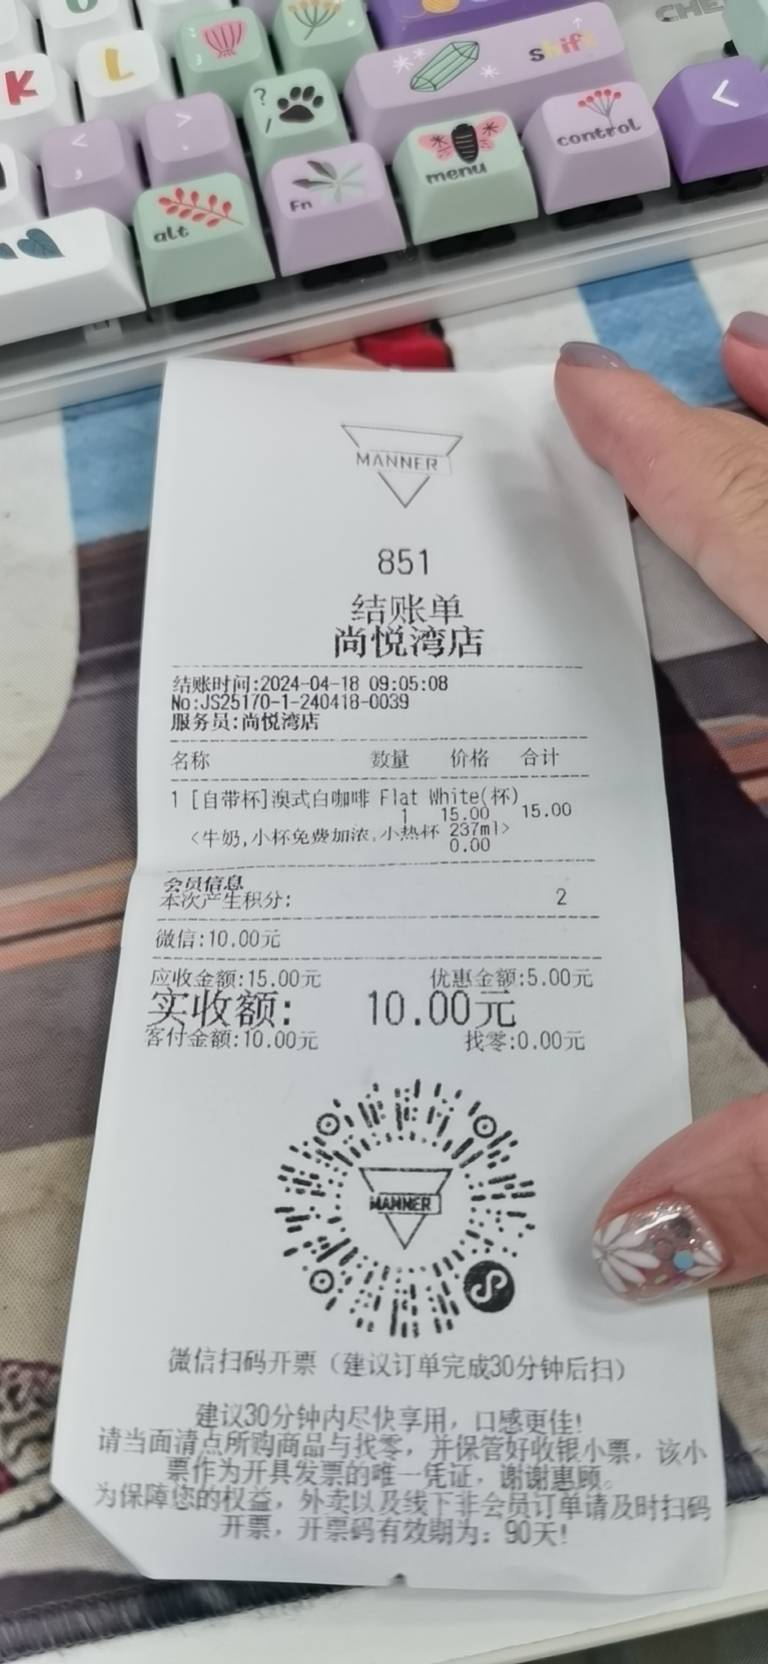 K
L
shift
CHE
?
/
control
menu
Fn
alt
MANNER
851
结账单
尚悦湾店
结账时间:2024-04-18 09:05:08
No:JS25170-1-240418-0039
服务员:尚悦湾店
名称 数量 价格 合计
1 [自带杯]澳式白咖啡 Flat White(杯)
1 15.00 15.00
<牛奶,小杯免费加浓,小热杯 237ml>
0.00
会员信息
本次产生积分: 2
微信:10.00元
应收金额:15.00元 优惠金额:5.00元
实收额: 10.00元
客付金额:10.00元 找零:0.00元
MANNER
微信扫码开票（建议订单完成30分钟后扫）
建议30分钟内尽快享用，口感更佳!
请当面清点所购商品与找零，并保管好收银小票，该小
票作为开具发票的唯一凭证，谢谢惠顾。
为保障您的权益，外卖以及线下非会员订单请及时扫码
开票，开票码有效期为：90天!